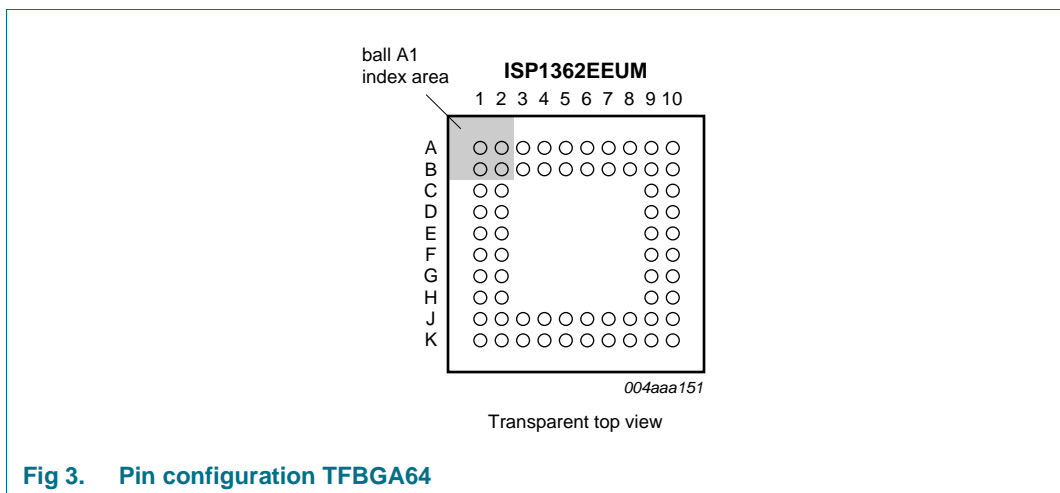 ball A1
index area
ISP1362EEUM
1 2 3 4 5 6 7 8 9 10
A
B
C
D
E
F
G
H
J
K
004aaa151
Transparent top view
Fig 3. Pin configuration TFBGA64